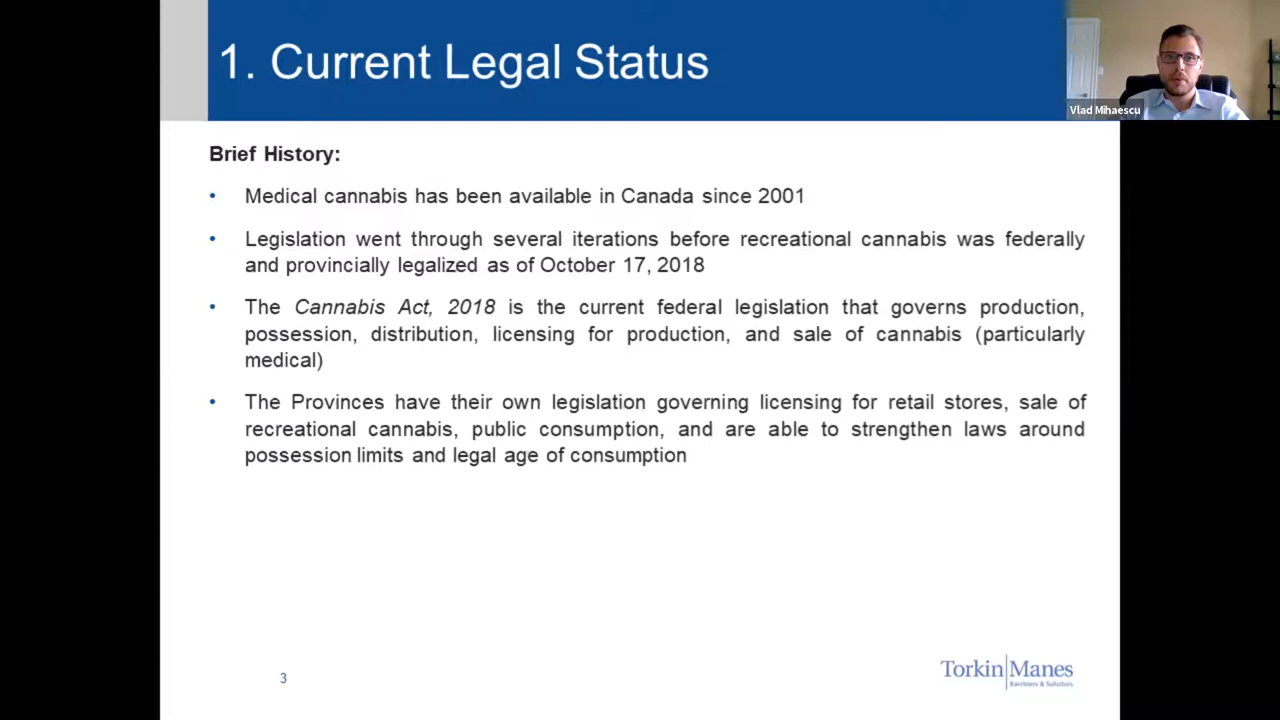 1. Current Legal Status
Vlad Mihaescu
Brief History:
• Medical cannabis has been available in Canada since 2001
• Legislation went through several iterations before recreational cannabis was federally
and provincially legalized as of October 17, 2018
• The Cannabis Act, 2018 is the current federal legislation that governs production,
possession, distribution, licensing for production, and sale of cannabis (particularly
medical)
• The Provinces have their own legislation governing licensing for retail stores, sale of
recreational cannabis, public consumption, and are able to strengthen laws around
possession limits and legal age of consumption
3
Torkin Manes
Barristers & Solicitors